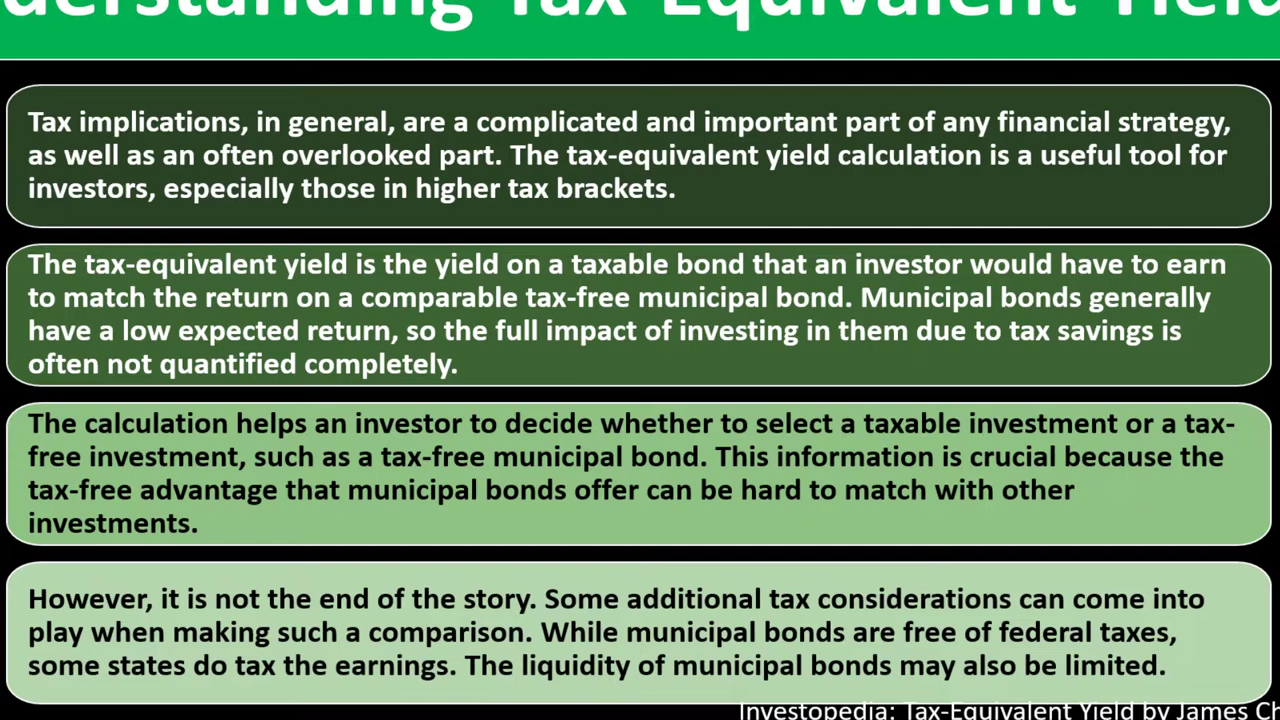 Tax Equivalent
Tax implications, in general, are a complicated and important part of any financial strategy,
as well as an often overlooked part. The tax-equivalent yield calculation is a useful tool for
investors, especially those in higher tax brackets.
The tax-equivalent yield is the yield on a taxable bond that an investor would have to earn
to match the return on a comparable tax-free municipal bond. Municipal bonds generally
have a low expected return, so the full impact of investing in them due to tax savings is
often not quantified completely.
The calculation helps an investor to decide whether to select a taxable investment or a tax-
free investment, such as a tax-free municipal bond. This information is crucial because the
tax-free advantage that municipal bonds offer can be hard to match with other
investments.
However, it is not the end of the story. Some additional tax considerations can come into
play when making such a comparison. While municipal bonds are free of federal taxes,
some states do tax the earnings. The liquidity of municipal bonds may also be limited.
Investopedia: Tax-Equivalent Yield by James